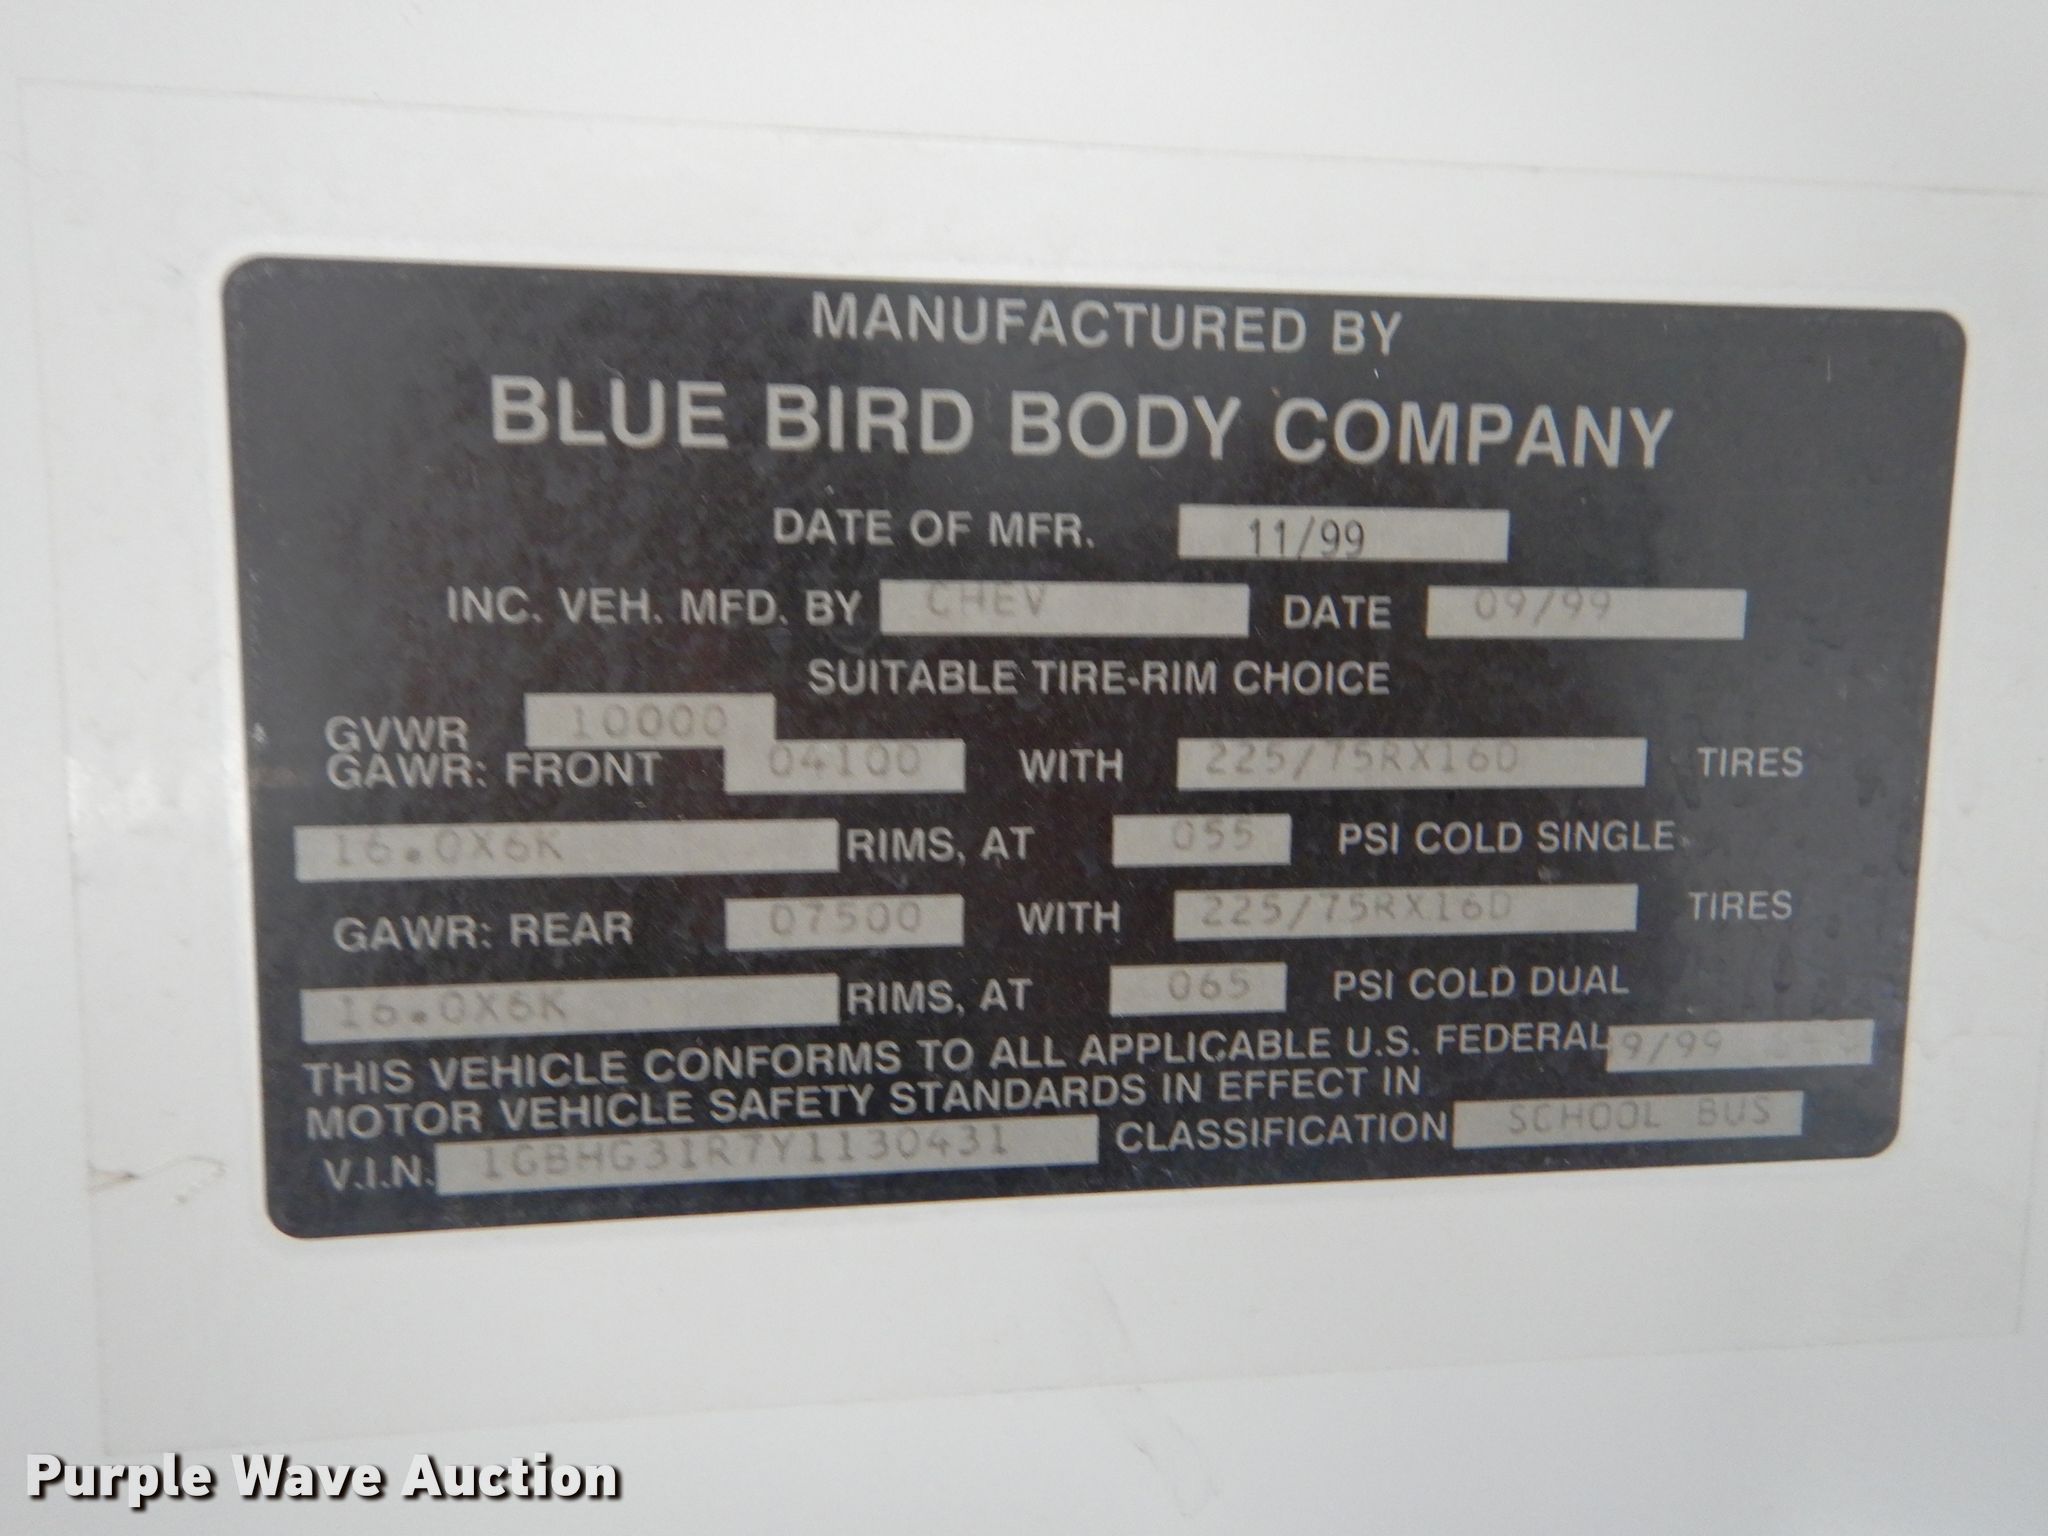 MANUFACTURED BY
BLUE BIRD BODY COMPANY
DATE OF MFR. 11/99
INC. VEH. MFD. BY CHEV DATE 09/99
SUITABLE TIRE-RIM CHOICE
GVWR 10000
GAWR: FRONT 04100 WITH 225/75RX16D TIRES
16.0X6K RIMS, AT 055 PSI COLD SINGLE
GAWR: REAR 07500 WITH 225/75RX16D TIRES
16.0X6K RIMS, AT 065 PSI COLD DUAL
THIS VEHICLE CONFORMS TO ALL APPLICABLE U.S. FEDERAL 9/99
MOTOR VEHICLE SAFETY STANDARDS IN EFFECT IN
V.I.N. 1GBHG31R7Y1130431 CLASSIFICATION SCHOOL BUS
Purple Wave Auction